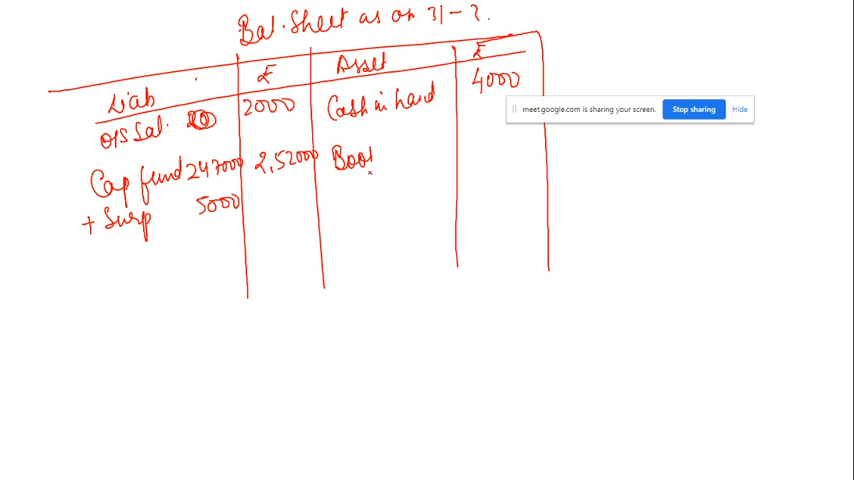 Bal. Sheet as on 31-3.
Liab ₹ Asset ₹
O/S Sal. 2000 Cash in hand 4000
meet.google.com is sharing your screen. Stop sharing Hide
Cap fund 247000 2,52000 Boo
+ Surp 5000